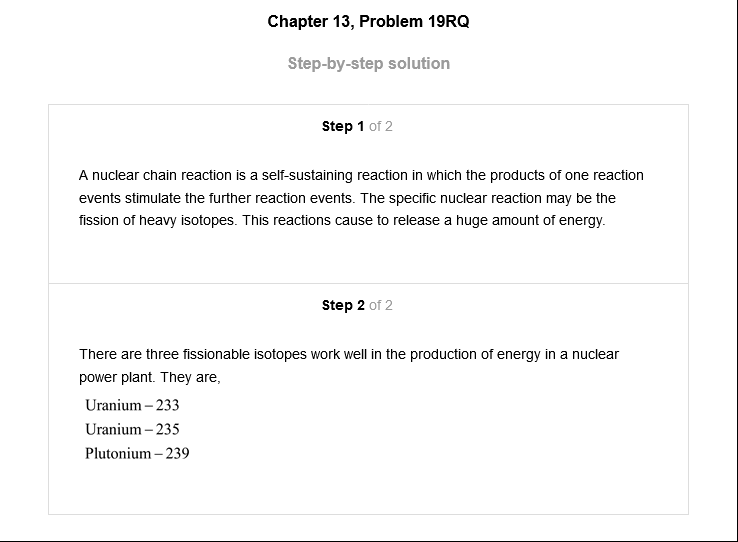 Chapter 13, Problem 19RQ
Step-by-step solution
Step 1 of 2
A nuclear chain reaction is a self-sustaining reaction in which the products of one reaction
events stimulate the further reaction events. The specific nuclear reaction may be the
fission of heavy isotopes. This reactions cause to release a huge amount of energy.
Step 2 of 2
There are three fissionable isotopes work well in the production of energy in a nuclear
power plant. They are,
Uranium – 233
Uranium – 235
Plutonium – 239